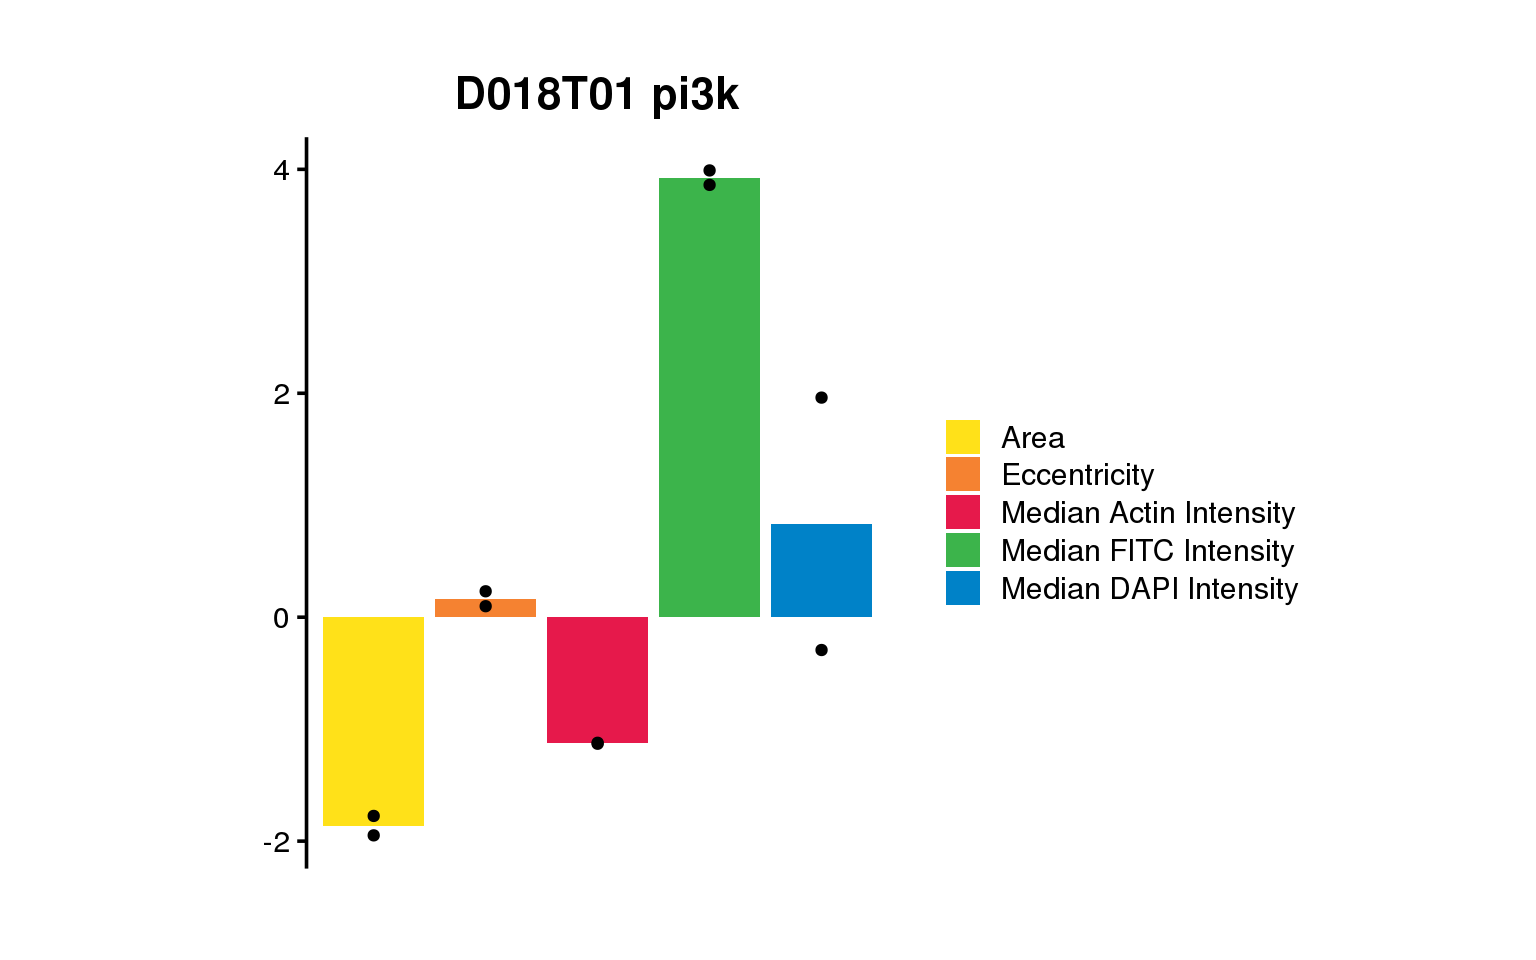 D018T01 pi3k
4
2
0
-2
Area
Eccentricity
Median Actin Intensity
Median FITC Intensity
Median DAPI Intensity